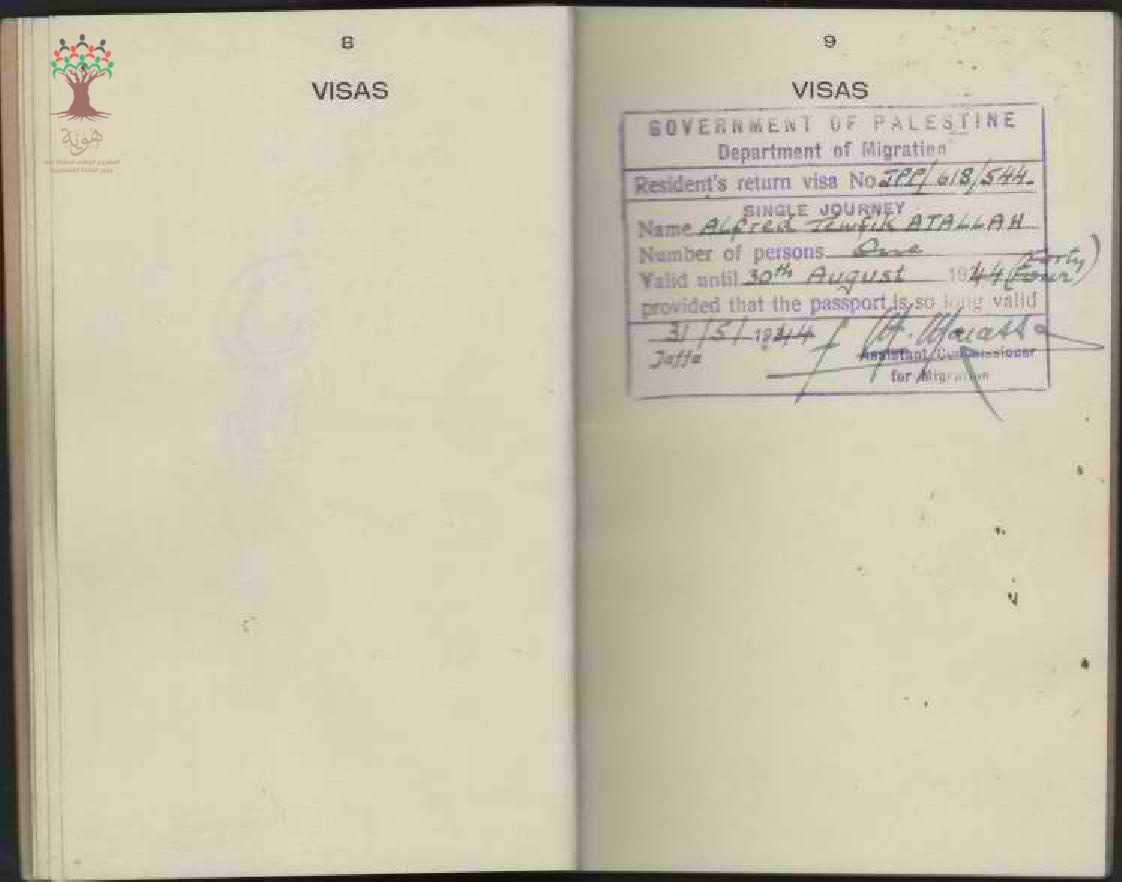 8
VISAS
هوية
9
VISAS
GOVERNMENT OF PALESTINE
Department of Migration
Resident's return visa No JPP/618/544.
SINGLE JOURNEY
Name Alfred Tewfik ATALLAH
Number of persons One
Valid until 30th August 1944 (Forty Four)
provided that the passport is so long valid
31/5/1944
Jaffa
Assistant Commissioner
for Migration